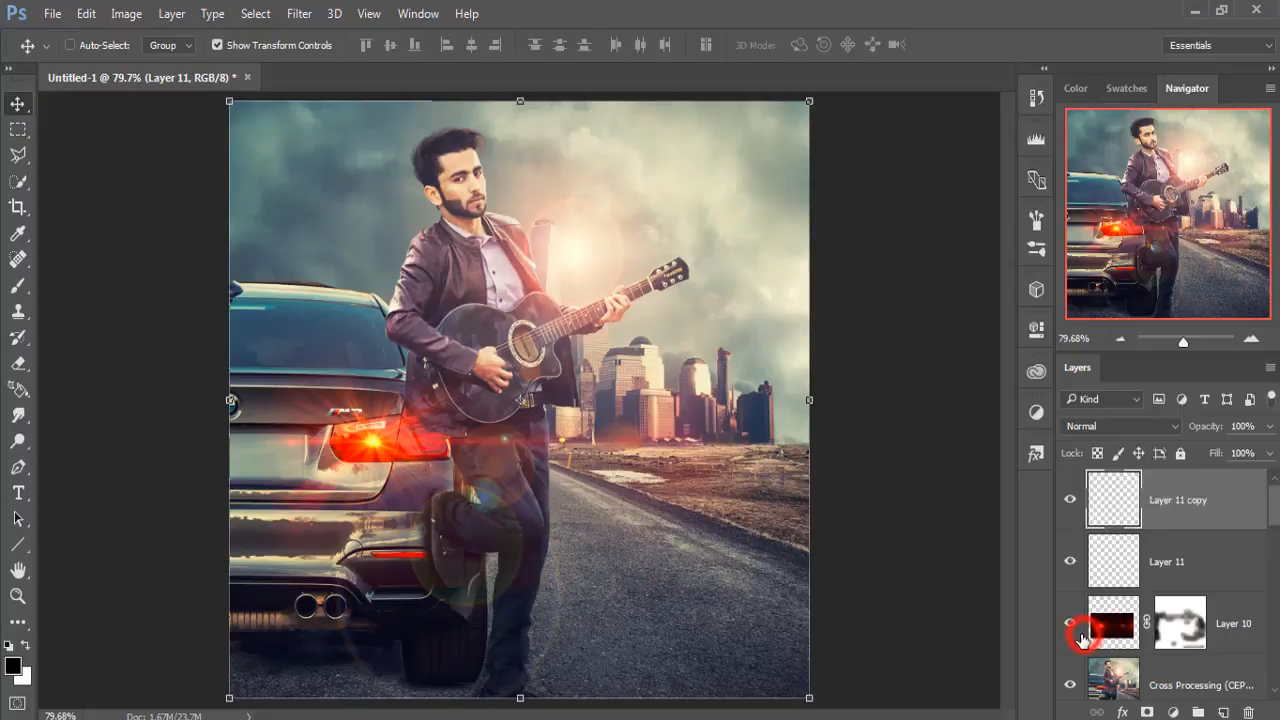 Ps File Edit Image Layer Type Select Filter 3D View Window Help
Auto-Select: Group Show Transform Controls 3D Mode: Essentials
Untitled-1 @ 79.7% (Layer 11, RGB/8) *
Color Swatches Navigator
79.68%
Layers
Kind
Normal Opacity: 100%
Lock: Fill: 100%
Layer 11 copy
Layer 11
Layer 10
Cross Processing (CEP...
79.68% Doc: 1.67M/23.7M